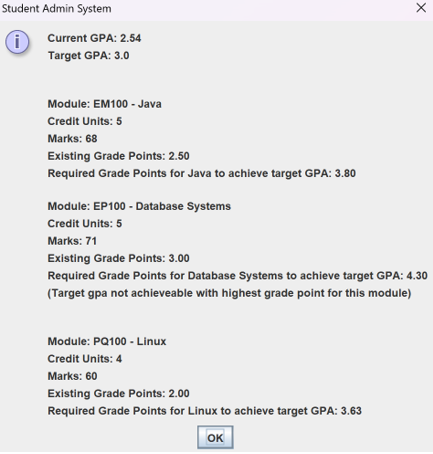 Student Admin System
Current GPA: 2.54
Target GPA: 3.0
Module: EM100 - Java
Credit Units: 5
Marks: 68
Existing Grade Points: 2.50
Required Grade Points for Java to achieve target GPA: 3.80
Module: EP100 - Database Systems
Credit Units: 5
Marks: 71
Existing Grade Points: 3.00
Required Grade Points for Database Systems to achieve target GPA: 4.30
(Target gpa not achieveable with highest grade point for this module)
Module: PQ100 - Linux
Credit Units: 4
Marks: 60
Existing Grade Points: 2.00
Required Grade Points for Linux to achieve target GPA: 3.63
OK